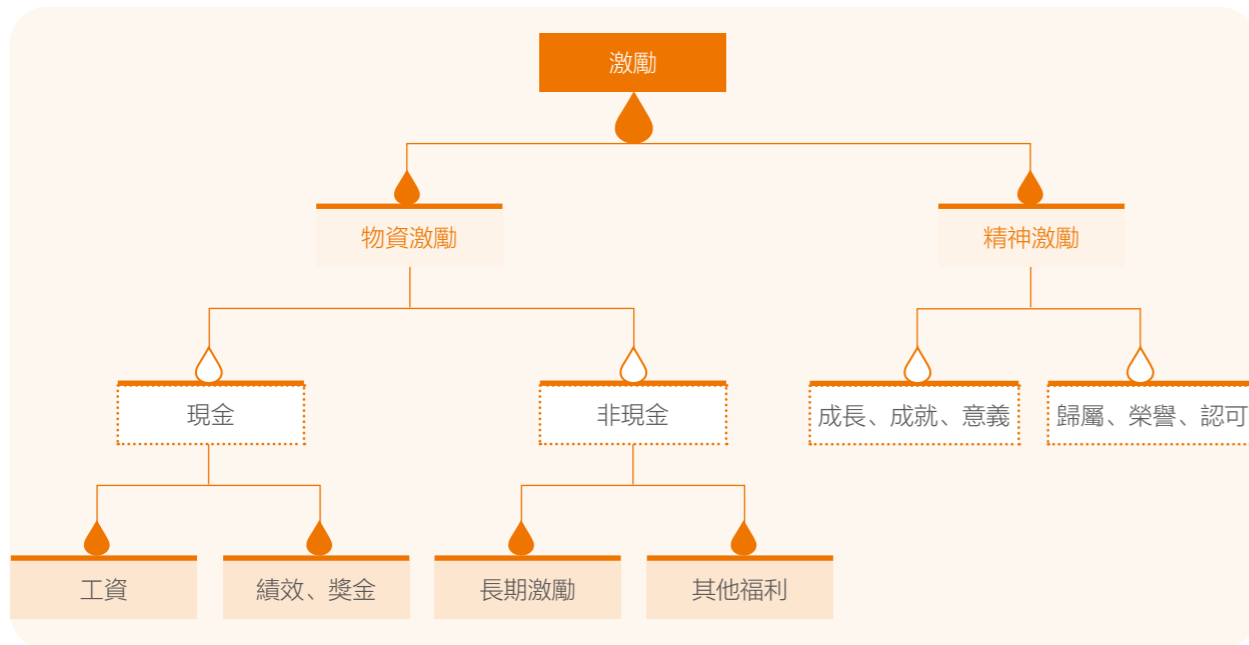 激勵
物資激勵
精神激勵
現金
非現金
成長、成就、意義
歸屬、榮譽、認可
工資
績效、獎金
長期激勵
其他福利